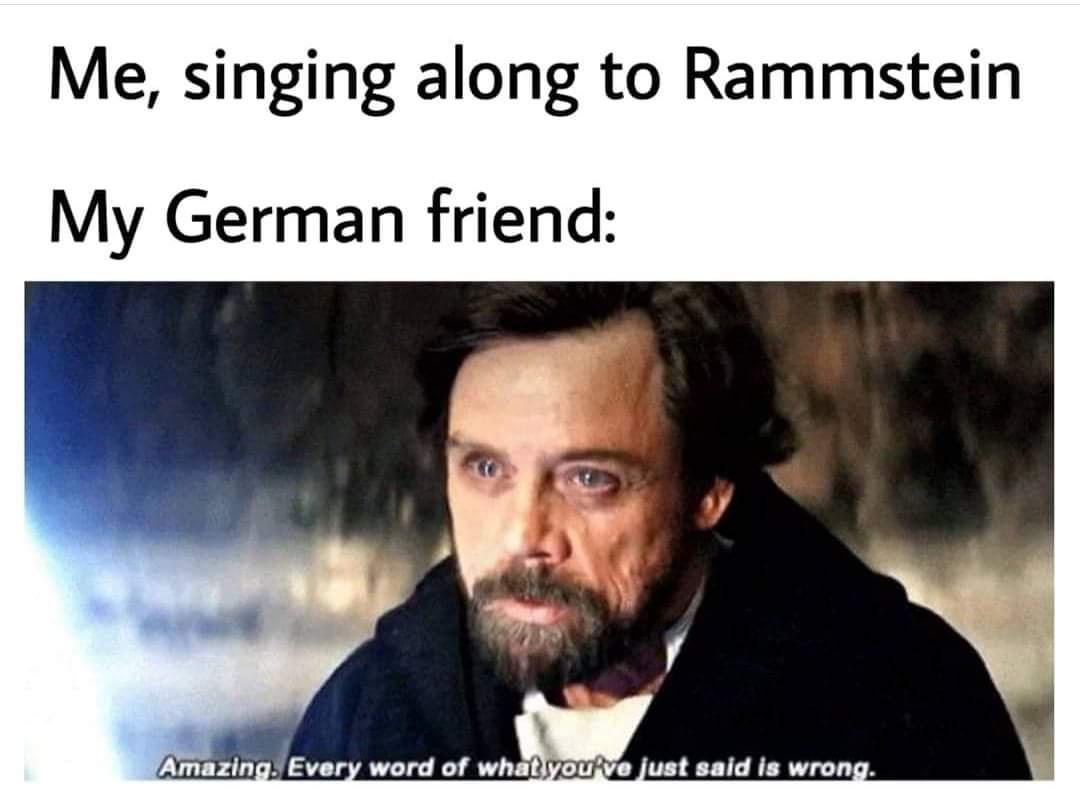 Me, singing along to Rammstein
My German friend:
Amazing. Every word of what you've just said is wrong.